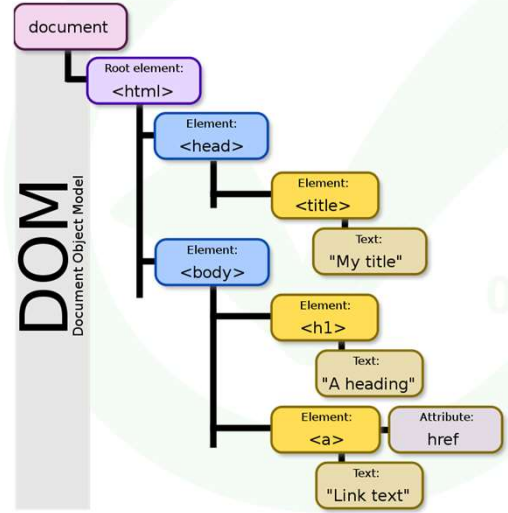 document
Root element:
<html>
Element:
<head>
Element:
<title>
Text:
"My title"
Element:
<body>
Element:
<h1>
Text:
"A heading"
Element:
<a>
Attribute:
href
Text:
"Link text"
DOM
Document Object Model